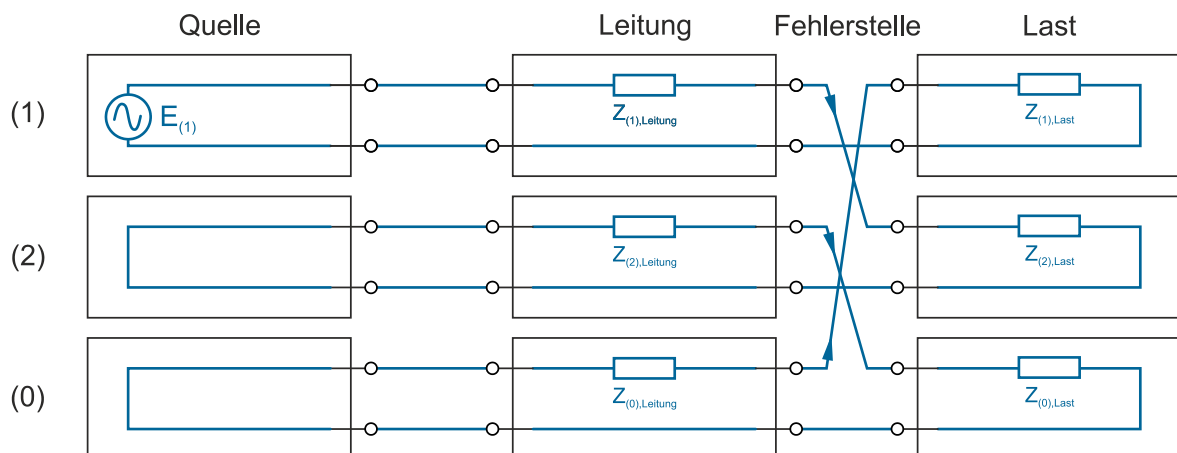 Quelle Leitung Fehlerstelle Last
(1) E(1) Z(1),Leitung Z(1),Last
(2) Z(2),Leitung Z(2),Last
(0) Z(0),Leitung Z(0),Last